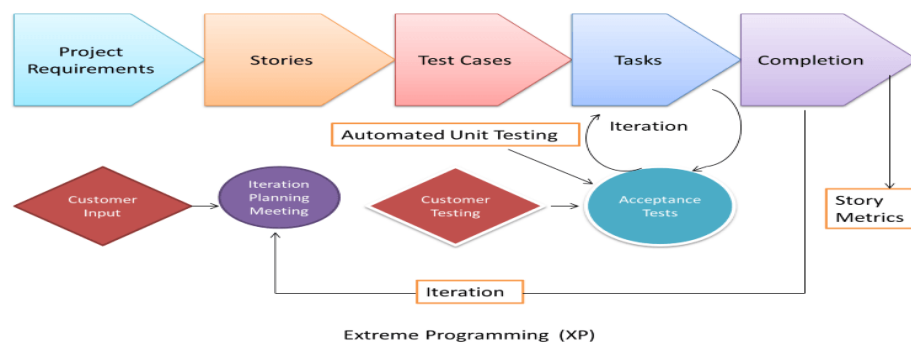 Project
Requirements
Stories
Test Cases
Tasks
Completion
Automated Unit Testing
Iteration
Customer
Input
Iteration
Planning
Meeting
Customer
Testing
Acceptance
Tests
Story
Metrics
Iteration
Extreme Programming (XP)